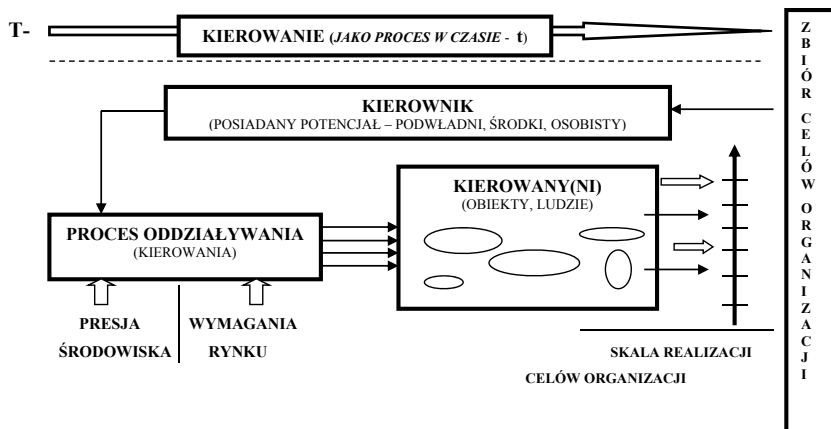 T-
KIEROWANIE (JAKO PROCES W CZASIE - t)
KIEROWNIK
(POSIADANY POTENCJAŁ – PODWŁADNI, ŚRODKI, OSOBISTY)
KIEROWANY(NI)
(OBIEKTY, LUDZIE)
PROCES ODDZIAŁYWANIA
(KIEROWANIA)
PRESJA
ŚRODOWISKA
WYMAGANIA
RYNKU
SKALA REALIZACJI
CELÓW ORGANIZACJI
ZBIÓR CELÓW ORGANIZACJI